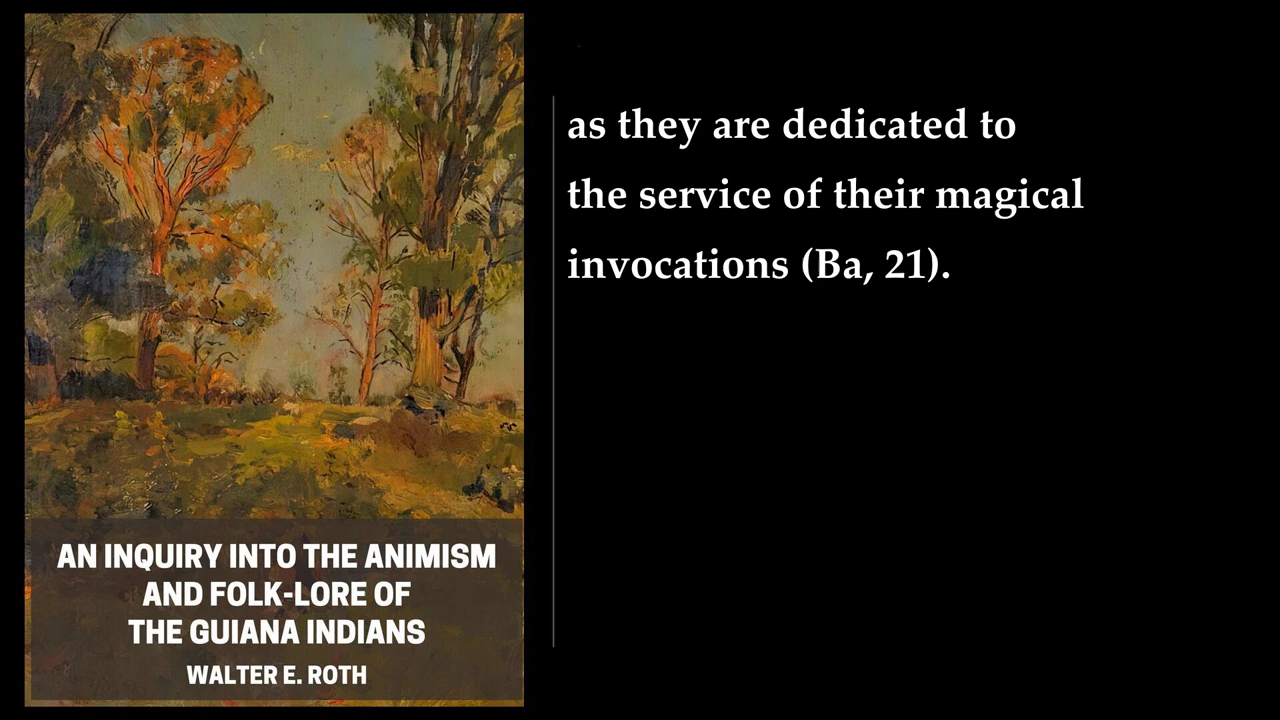 as they are dedicated to
the service of their magical
invocations (Ba, 21).
AN INQUIRY INTO THE ANIMISM
AND FOLK-LORE OF
THE GUIANA INDIANS
WALTER E. ROTH